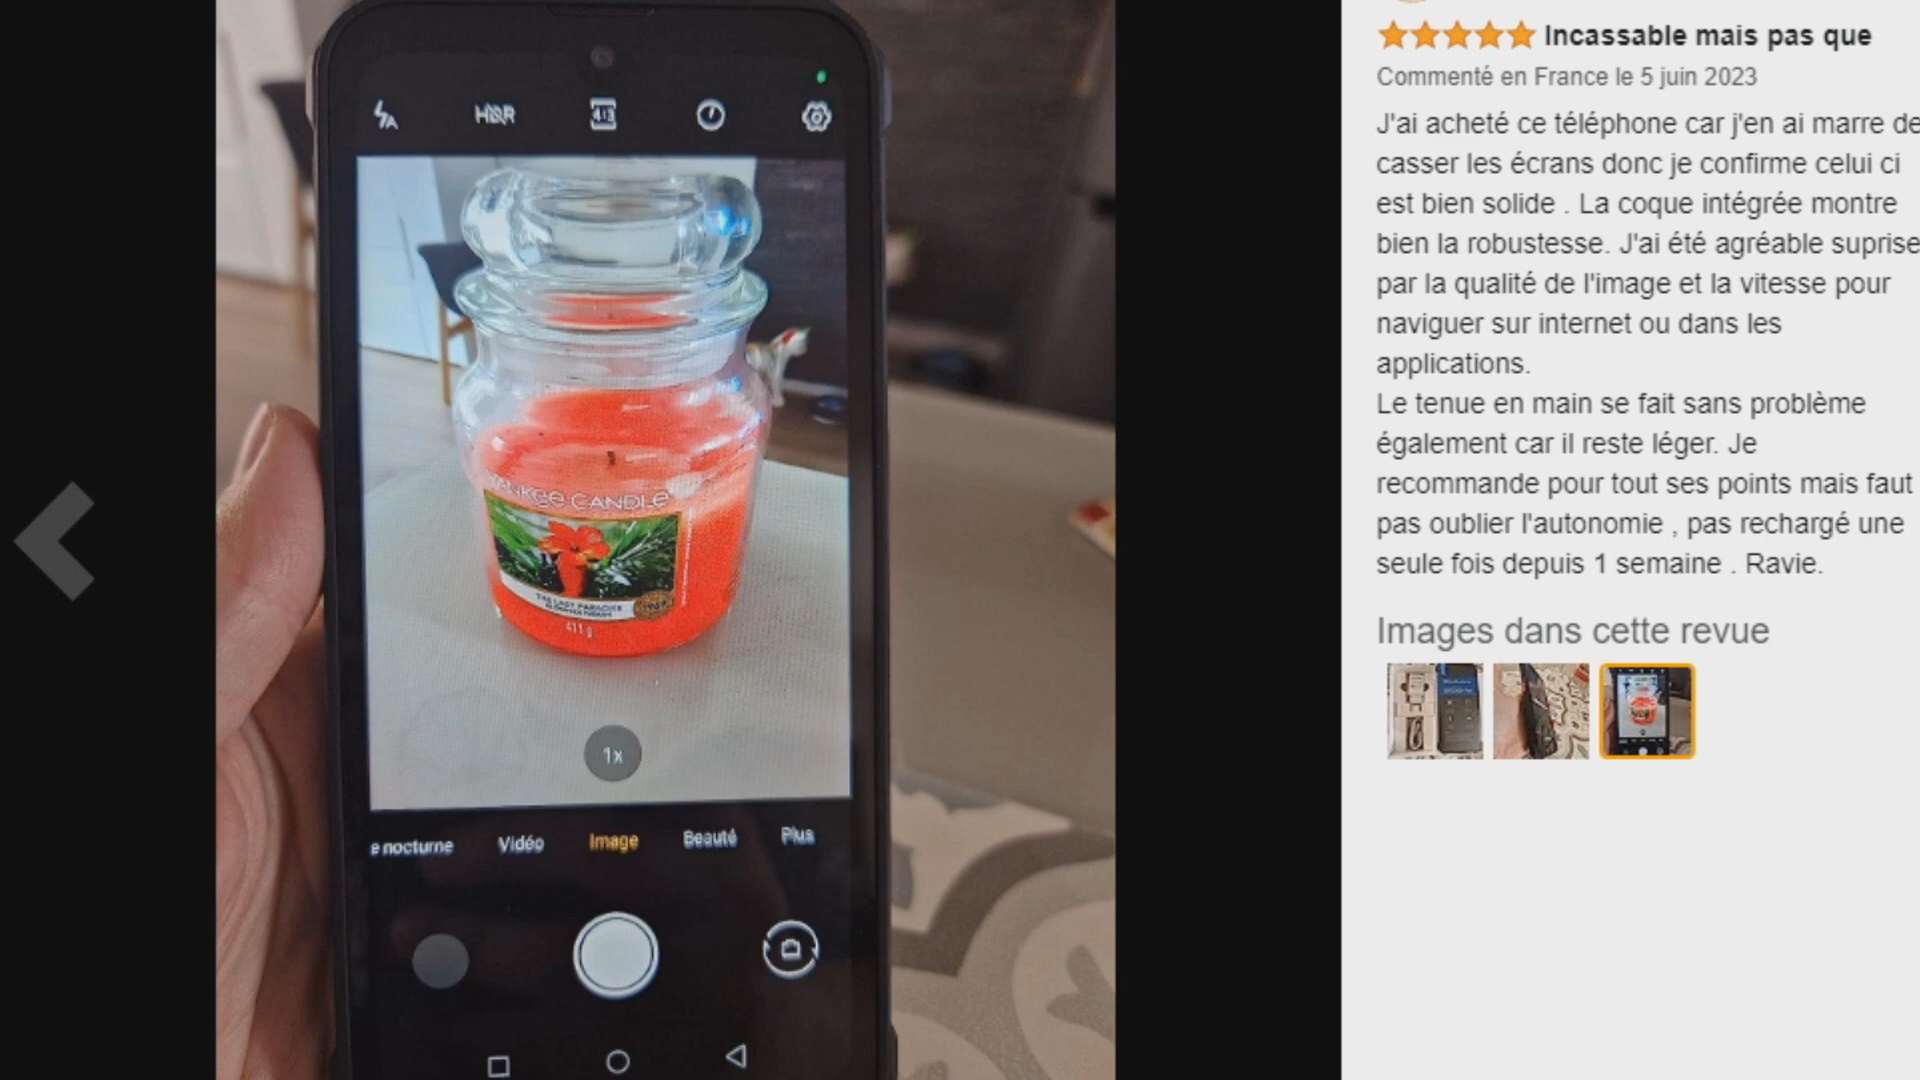 HDR
4:3
YANKEE CANDLE
411 g
1x
e nocturne Vidéo Image Beauté Plus
Incassable mais pas que
Commenté en France le 5 juin 2023
J'ai acheté ce téléphone car j'en ai marre de
casser les écrans donc je confirme celui ci
est bien solide . La coque intégrée montre
bien la robustesse. J'ai été agréable suprise
par la qualité de l'image et la vitesse pour
naviguer sur internet ou dans les
applications.
Le tenue en main se fait sans problème
également car il reste léger. Je
recommande pour tout ses points mais faut
pas oublier l'autonomie , pas rechargé une
seule fois depuis 1 semaine . Ravie.
Images dans cette revue